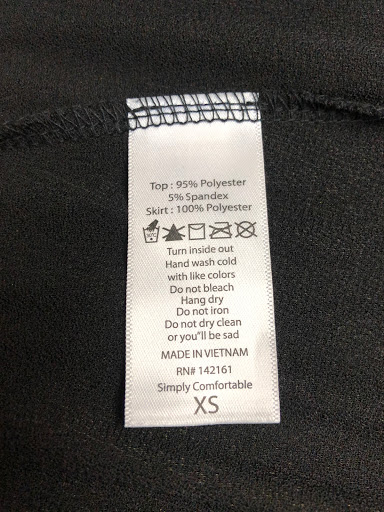 Top : 95% Polyester
5% Spandex
Skirt : 100% Polyester
30°C
Turn inside out
Hand wash cold
with like colors
Do not bleach
Hang dry
Do not iron
Do not dry clean
or you"ll be sad
MADE IN VIETNAM
RN# 142161
Simply Comfortable
XS